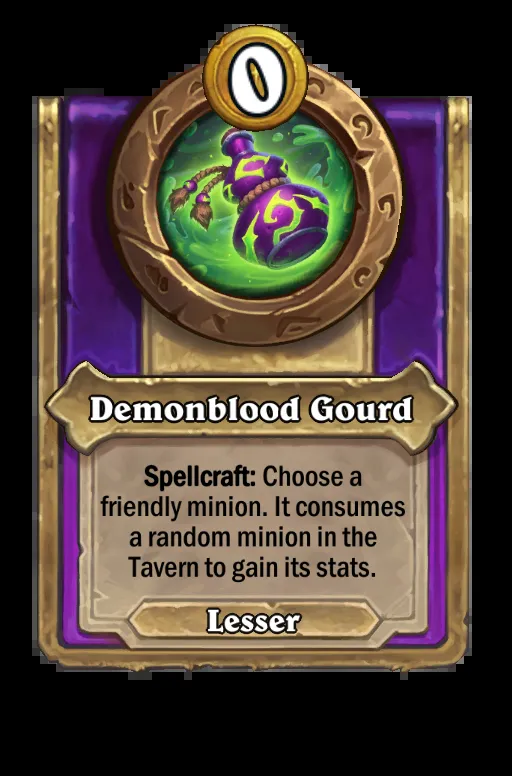 0
Demonblood Gourd
Spellcraft: Choose a
friendly minion. It consumes
a random minion in the
Tavern to gain its stats.
Lesser